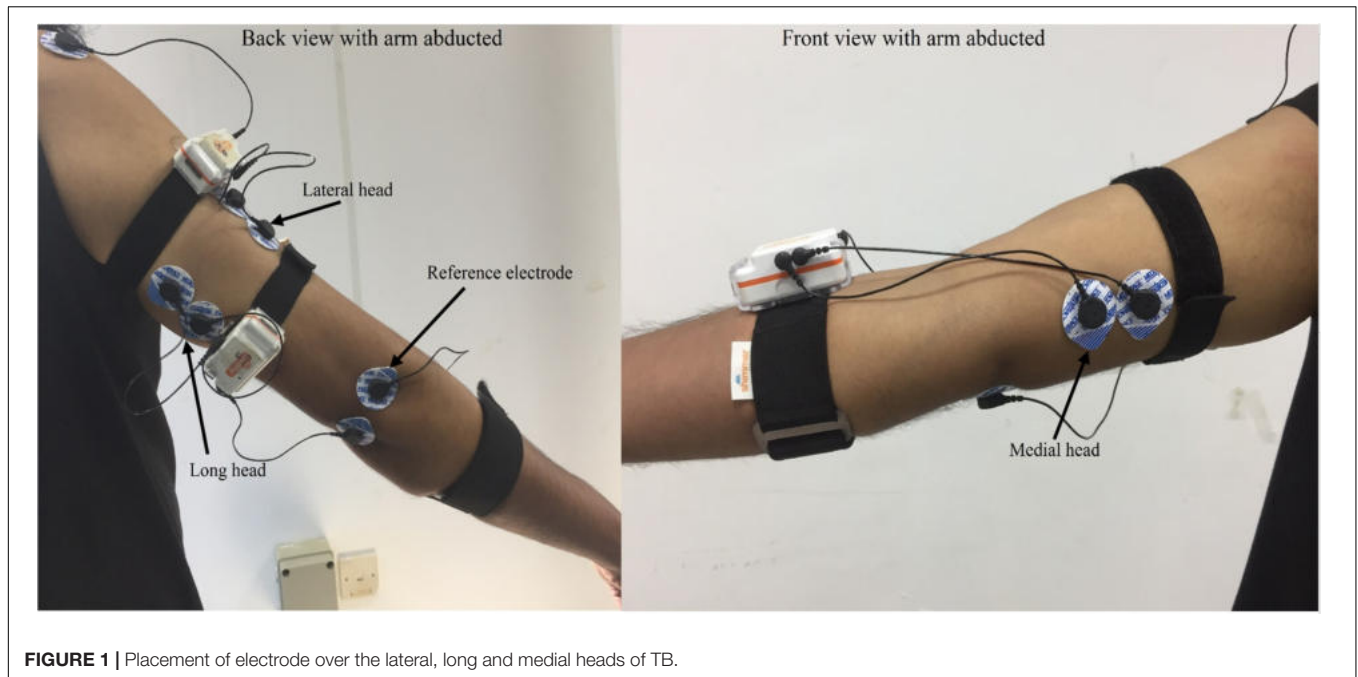 Back view with arm abducted
Front view with arm abducted
Lateral head
Reference electrode
Long head
Medial head
shimmer
FIGURE 1 | Placement of electrode over the lateral, long and medial heads of TB.